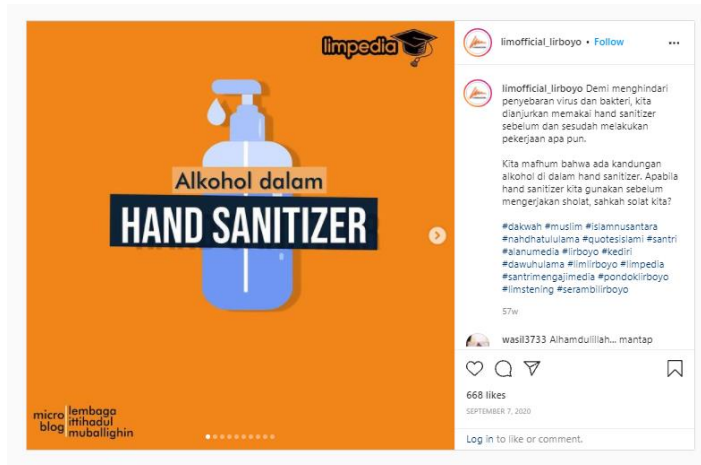 limpedia
Alkohol dalam
HAND SANITIZER
micro
blog
lembaga
ittihadul
muballighin
limofficial_lirboyo • Follow
limofficial_lirboyo Demi menghindari
penyebaran virus dan bakteri, kita
dianjurkan memakai hand sanitizer
sebelum dan sesudah melakukan
pekerjaan apa pun.
Kita mafhum bahwa ada kandungan
alkohol di dalam hand sanitizer. Apabila
hand sanitizer kita gunakan sebelum
mengerjakan sholat, sahkah solat kita?
#dakwah #muslim #islamnusantara
#nahdhatululama #quotesislami #santri
#alanumedia #lirboyo #kediri
#dawuhulama #limlirboyo #limpedia
#santrimengajimedia #pondoklirboyo
#limstening #serambilirboyo
57w
wasil3733 Alhamdulillah... mantap
668 likes
SEPTEMBER 7, 2020
Log in to like or comment.